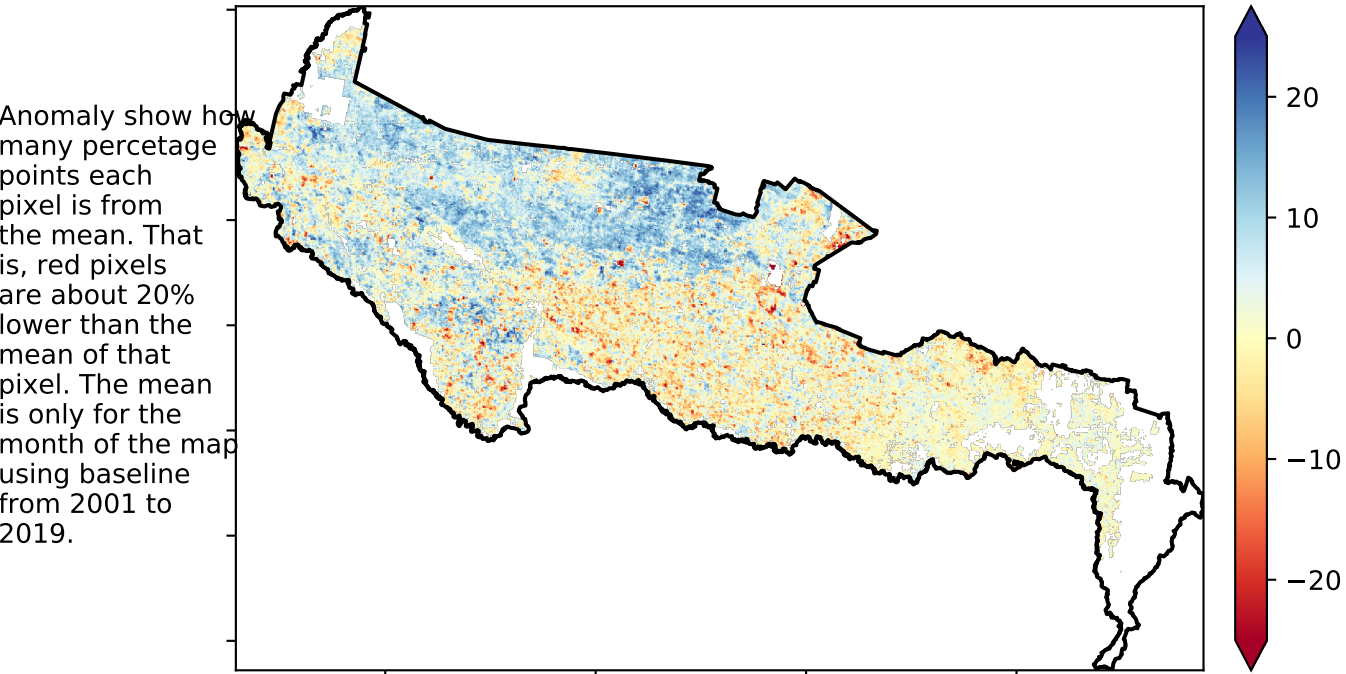 Anomaly show how
many percetage
points each
pixel is from
the mean. That
is, red pixels
are about 20%
lower than the
mean of that
pixel. The mean
is only for the
month of the map
using baseline
from 2001 to
2019.
20
10
0
−10
−20